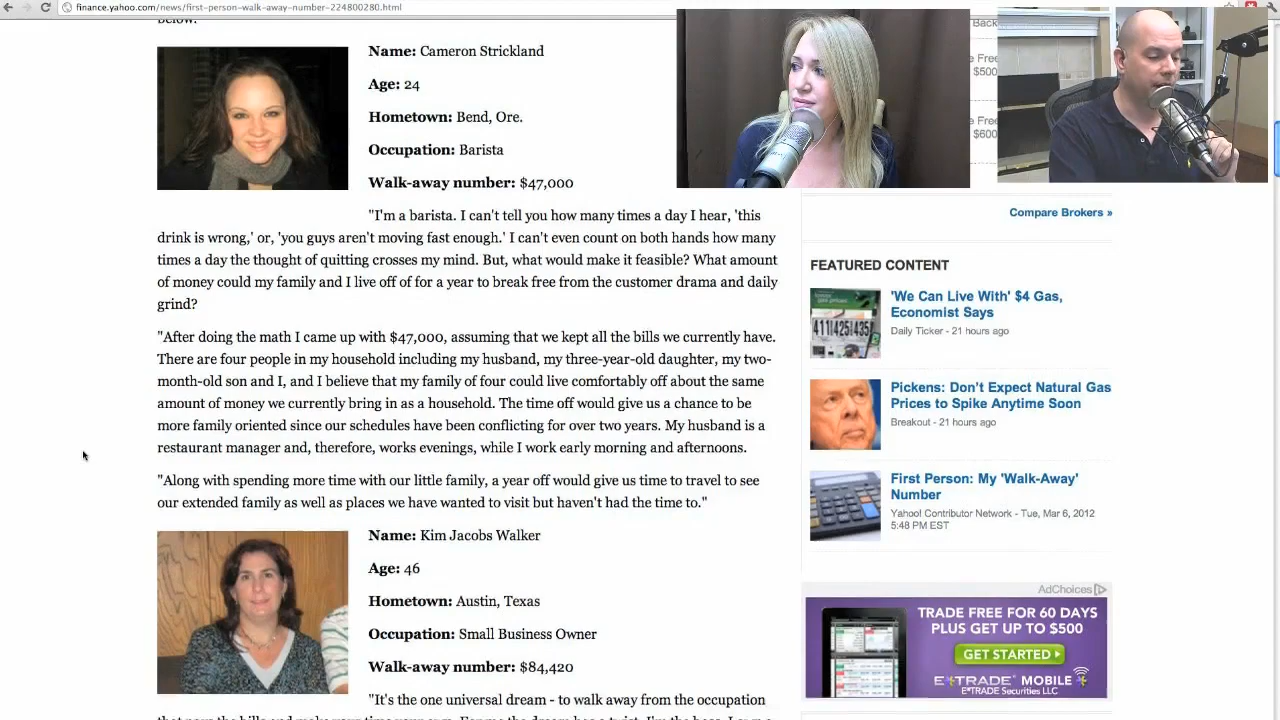 finance.yahoo.com/news/first-person-walk-away-number-224800280.html
below.
Name: Cameron Strickland
Age: 24
Hometown: Bend, Ore.
Occupation: Barista
Walk-away number: $47,000
"I'm a barista. I can't tell you how many times a day I hear, 'this
drink is wrong,' or, 'you guys aren't moving fast enough.' I can't even count on both hands how many
times a day the thought of quitting crosses my mind. But, what would make it feasible? What amount
of money could my family and I live off of for a year to break free from the customer drama and daily
grind?
"After doing the math I came up with $47,000, assuming that we kept all the bills we currently have.
There are four people in my household including my husband, my three-year-old daughter, my two-
month-old son and I, and I believe that my family of four could live comfortably off about the same
amount of money we currently bring in as a household. The time off would give us a chance to be
more family oriented since our schedules have been conflicting for over two years. My husband is a
restaurant manager and, therefore, works evenings, while I work early morning and afternoons.
"Along with spending more time with our little family, a year off would give us time to travel to see
our extended family as well as places we have wanted to visit but haven't had the time to."
Name: Kim Jacobs Walker
Age: 46
Hometown: Austin, Texas
Occupation: Small Business Owner
Walk-away number: $84,420
"It's the one universal dream - to walk away from the occupation
Back
e Fre
$500
e Fre
$600
Compare Brokers »
FEATURED CONTENT
'We Can Live With' $4 Gas,
Economist Says
Daily Ticker - 21 hours ago
Pickens: Don't Expect Natural Gas
Prices to Spike Anytime Soon
Breakout - 21 hours ago
First Person: My 'Walk-Away'
Number
Yahoo! Contributor Network - Tue, Mar 6, 2012
5:48 PM EST
AdChoices
TRADE FREE FOR 60 DAYS
PLUS GET UP TO $500
GET STARTED
E*TRADE MOBILE
E*TRADE Securities LLC